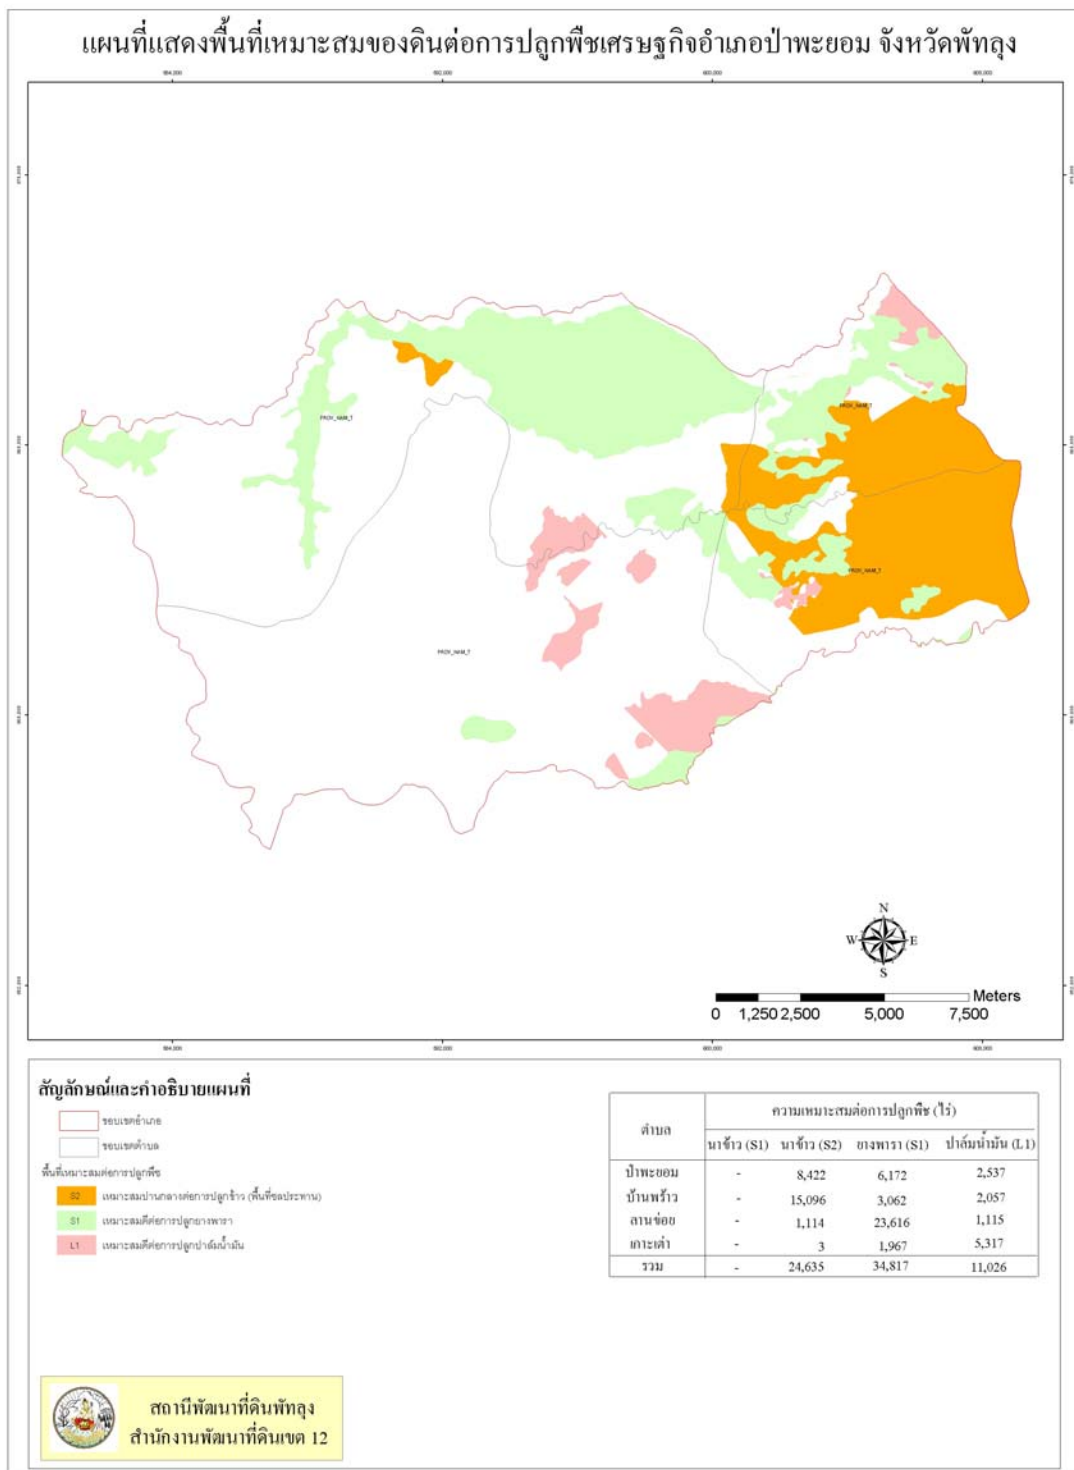 แผนที่แสดงพื้นที่เหมาะสมของดินต่อการปลูกพืชเศรษฐกิจอำเภอป่าพะยอม จังหวัดพัทลุง
PROV_NAM_T
PROV_NAM_T
PROV_NAM_T
PROV_NAM_T
N
W E
S
Meters
0 1,250 2,500 5,000 7,500
สัญลักษณ์และคำอธิบายแผนที่
ขอบเขตอำเภอ
ขอบเขตตำบล
พื้นที่เหมาะสมต่อการปลูกพืช
S2 เหมาะสมปานกลางต่อการปลูกข้าว (พื้นที่ชลประทาน)
S1 เหมาะสมดีต่อการปลูกยางพารา
L1 เหมาะสมดีต่อการปลูกปาล์มน้ำมัน
ตำบล ความเหมาะสมต่อการปลูกพืช (ไร่)
นาข้าว (S1) นาข้าว (S2) ยางพารา (S1) ปาล์มน้ำมัน (L1)
ป่าพะยอม - 8,422 6,172 2,537
บ้านพร้าว - 15,096 3,062 2,057
ลานข่อย - 1,114 23,616 1,115
เกาะเต่า - 3 1,967 5,317
รวม - 24,635 34,817 11,026
สถานีพัฒนาที่ดินพัทลุง
สำนักงานพัฒนาที่ดินเขต 12